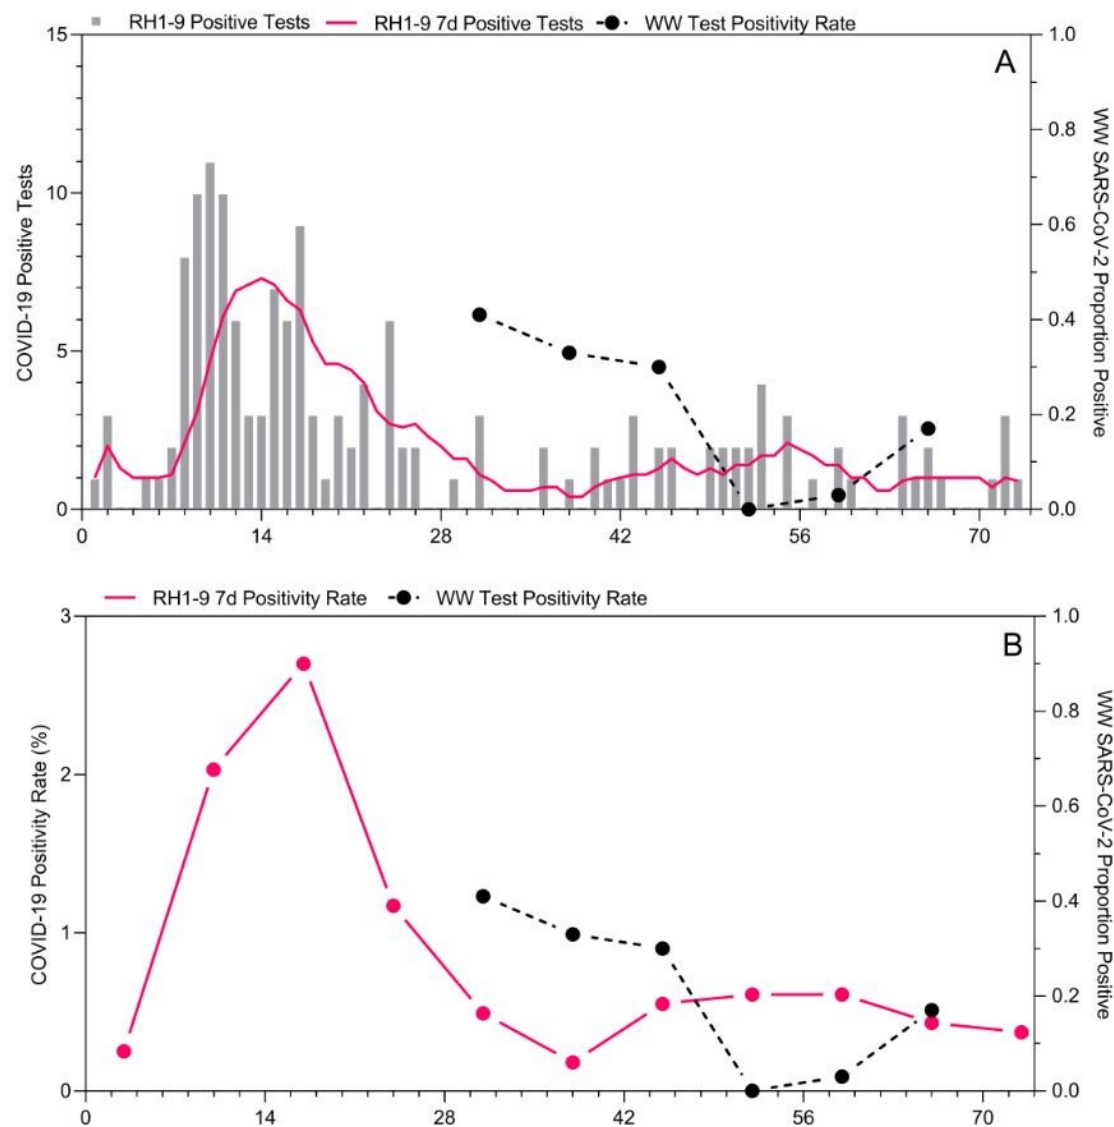 RH1-9 Positive Tests RH1-9 7d Positive Tests WW Test Positivity Rate
A
COVID-19 Positive Tests
15
10
5
0
1.0
0.8
0.6
0.4
0.2
0.0
WW SARS-CoV-2 Proportion Positive
0 14 28 42 56 70
RH1-9 7d Positivity Rate WW Test Positivity Rate
B
COVID-19 Positivity Rate (%)
3
2
1
0
1.0
0.8
0.6
0.4
0.2
0.0
WW SARS-CoV-2 Proportion Positive
0 14 28 42 56 70